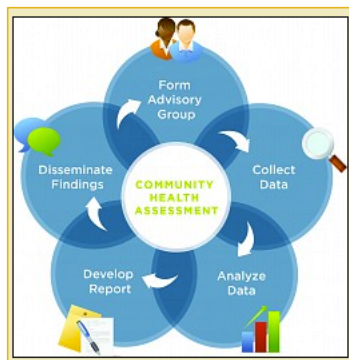 Form
Advisory
Group
Collect
Data
Analyze
Data
Develop
Report
Disseminate
Findings
COMMUNITY
HEALTH
ASSESSMENT